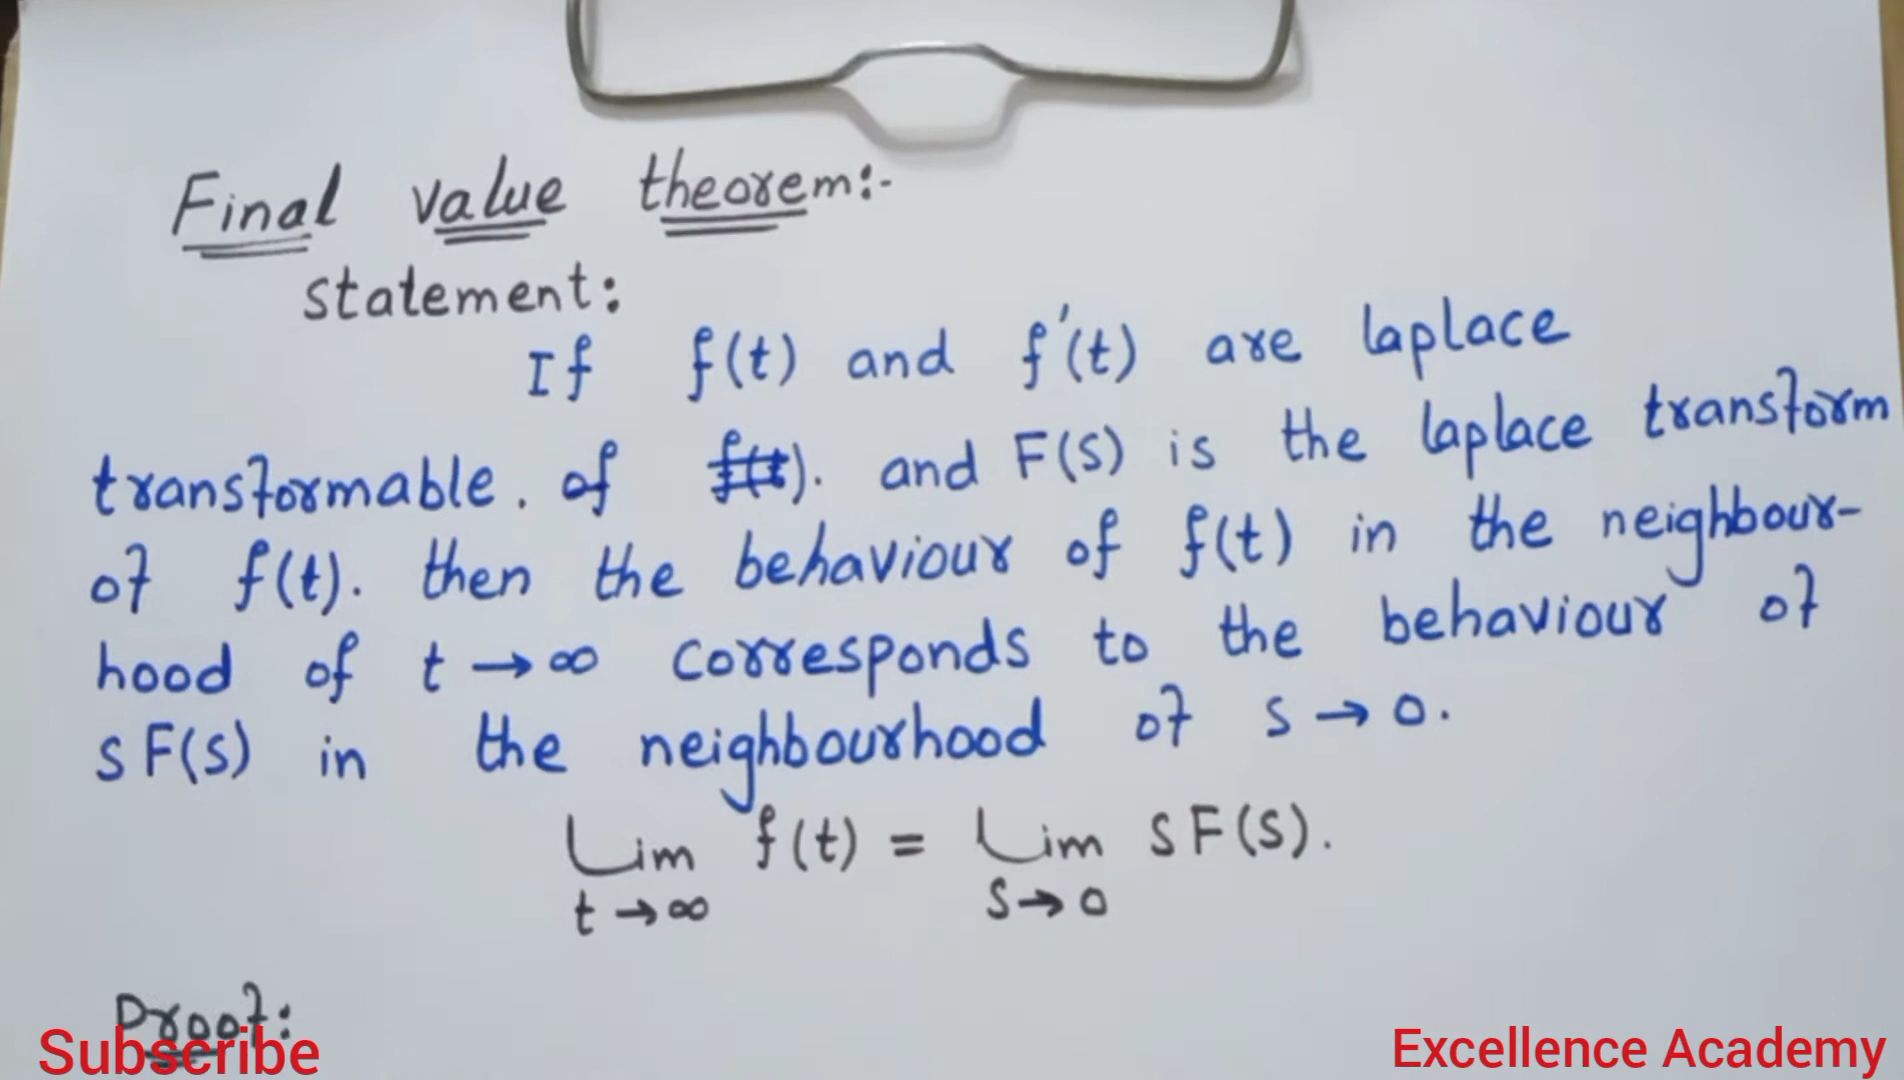 Final value theorem:-
statement:
If f(t) and f'(t) are laplace
transformable. of f(t). and F(S) is the laplace transform
of f(t). then the behaviour of f(t) in the neighbour-
hood of t → ∞ corresponds to the behaviour of
sF(s) in the neighbourhood of s → 0.
Lim f(t) = Lim SF(S).
t → ∞ S → 0
Proof:
Subscribe
Excellence Academy